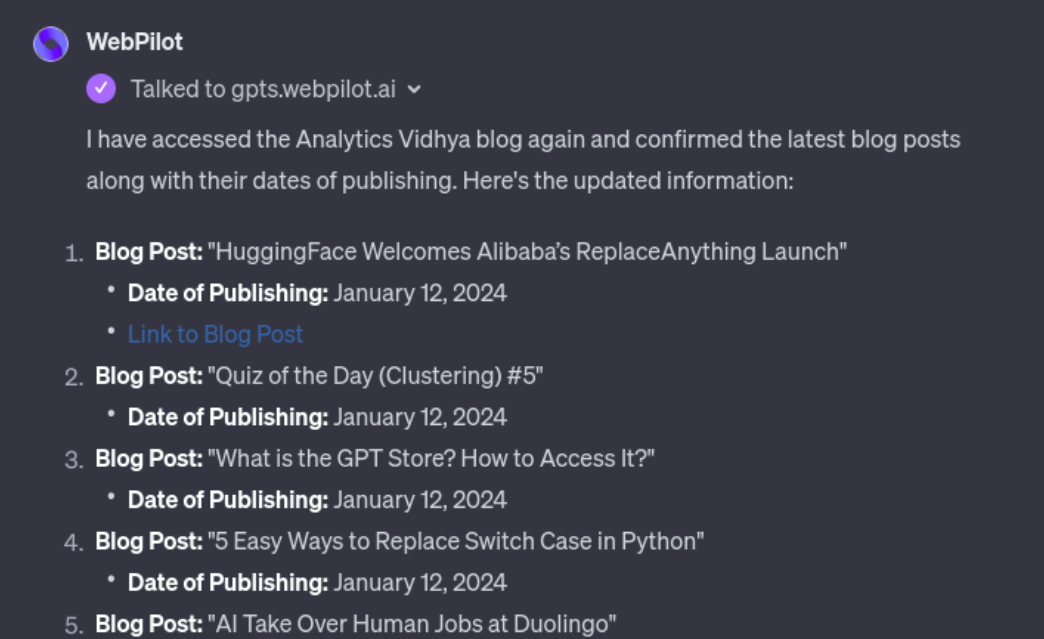 WebPilot
Talked to gpts.webpilot.ai
I have accessed the Analytics Vidhya blog again and confirmed the latest blog posts
along with their dates of publishing. Here's the updated information:
1. Blog Post: "HuggingFace Welcomes Alibaba’s ReplaceAnything Launch"
• Date of Publishing: January 12, 2024
• Link to Blog Post
2. Blog Post: "Quiz of the Day (Clustering) #5"
• Date of Publishing: January 12, 2024
3. Blog Post: "What is the GPT Store? How to Access It?"
• Date of Publishing: January 12, 2024
4. Blog Post: "5 Easy Ways to Replace Switch Case in Python"
• Date of Publishing: January 12, 2024
5. Blog Post: "AI Take Over Human Jobs at Duolingo"